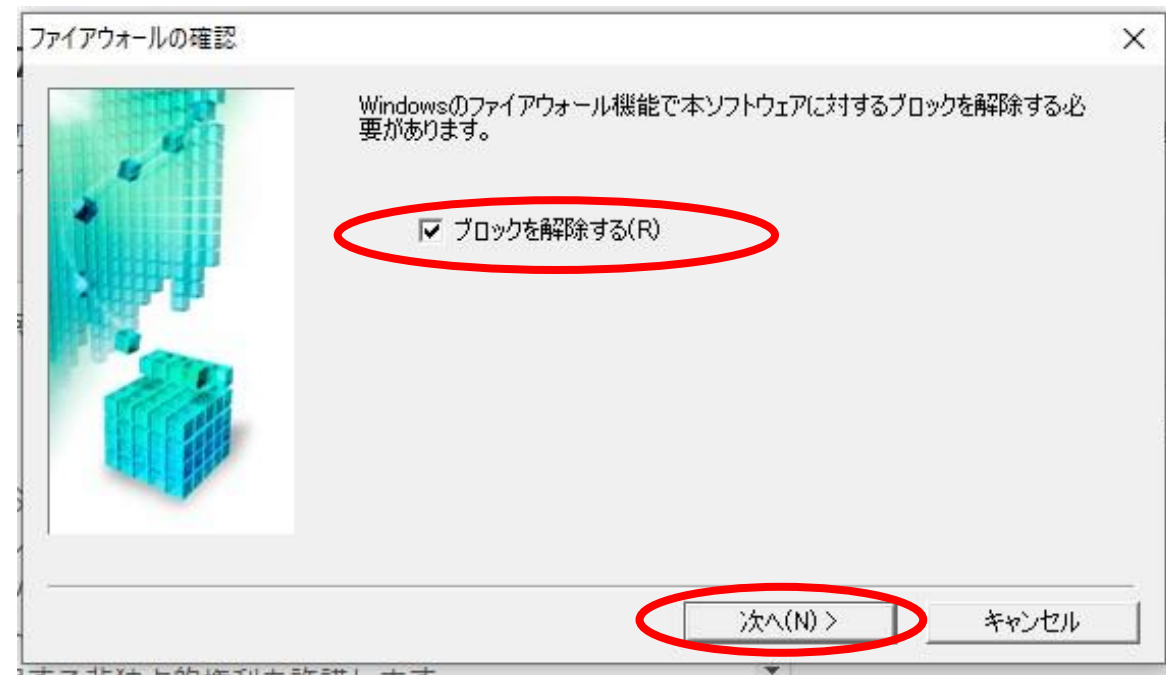 ファイアウォールの確認
Windowsのファイアウォール機能で本ソフトウェアに対するブロックを解除する必
要があります。
ブロックを解除する(R)
次へ(N) >
キャンセル